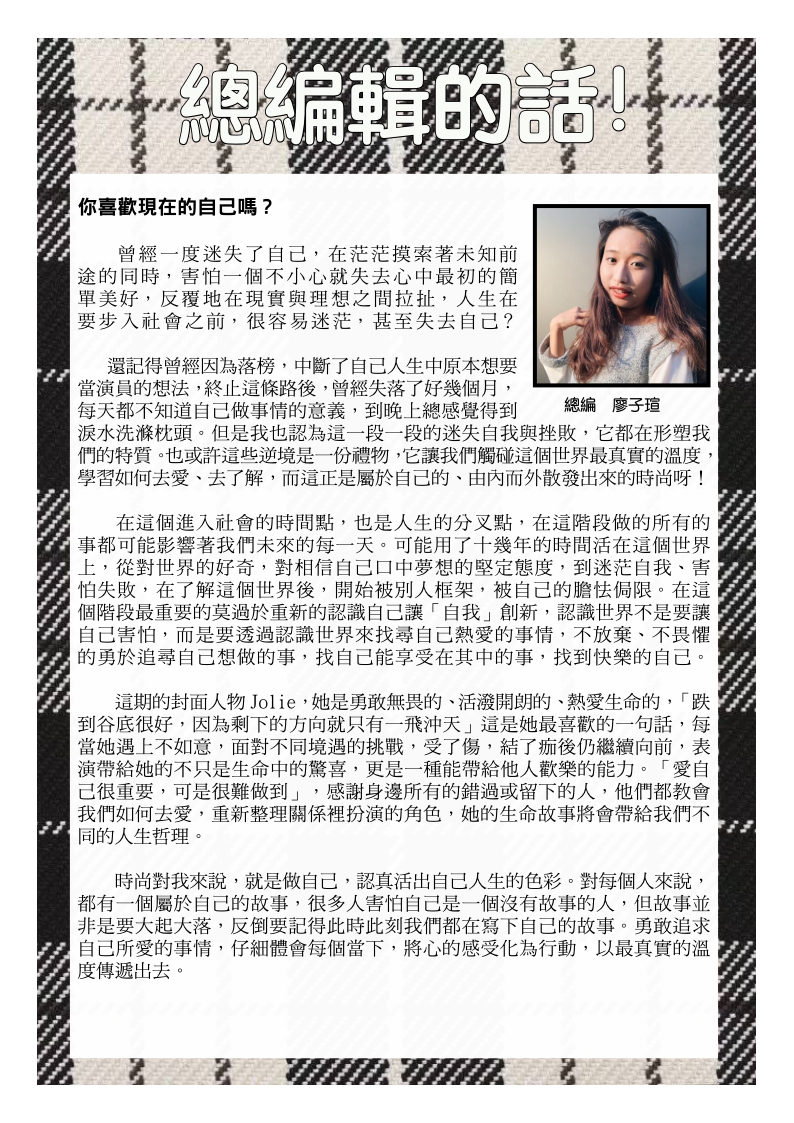 總編輯的話!
你喜歡現在的自己嗎？
曾經一度迷失了自己，在茫茫摸索著未知前
途的同時，害怕一個不小心就失去心中最初的簡
單美好，反覆地在現實與理想之間拉扯，人生在
要步入社會之前，很容易迷茫，甚至失去自己？
還記得曾經因為落榜，中斷了自己人生中原本想要
當演員的想法，終止這條路後，曾經失落了好幾個月，
每天都不知道自己做事情的意義，到晚上總感覺得到
總編　廖子瑄
淚水洗滌枕頭。但是我也認為這一段一段的迷失自我與挫敗，它都在形塑我
們的特質。也或許這些逆境是一份禮物，它讓我們觸碰這個世界最真實的溫度，
學習如何去愛、去了解，而這正是屬於自己的、由內而外散發出來的時尚呀！
在這個進入社會的時間點，也是人生的分叉點，在這階段做的所有的
事都可能影響著我們未來的每一天。可能用了十幾年的時間活在這個世界
上，從對世界的好奇，對相信自己口中夢想的堅定態度，到迷茫自我、害
怕失敗，在了解這個世界後，開始被別人框架，被自己的膽怯侷限。在這
個階段最重要的莫過於重新的認識自己讓「自我」創新，認識世界不是要讓
自己害怕，而是要透過認識世界來找尋自己熱愛的事情，不放棄、不畏懼
的勇於追尋自己想做的事，找自己能享受在其中的事，找到快樂的自己。
這期的封面人物 Jolie，她是勇敢無畏的、活潑開朗的、熱愛生命的，「跌
到谷底很好，因為剩下的方向就只有一飛沖天」這是她最喜歡的一句話，每
當她遇上不如意，面對不同境遇的挑戰，受了傷，結了痂後仍繼續向前，表
演帶給她的不只是生命中的驚喜，更是一種能帶給他人歡樂的能力。「愛自
己很重要，可是很難做到」，感謝身邊所有的錯過或留下的人，他們都教會
我們如何去愛，重新整理關係裡扮演的角色，她的生命故事將會帶給我們不
同的人生哲理。
時尚對我來說，就是做自己，認真活出自己人生的色彩。對每個人來說，
都有一個屬於自己的故事，很多人害怕自己是一個沒有故事的人，但故事並
非是要大起大落，反倒要記得此時此刻我們都在寫下自己的故事。勇敢追求
自己所愛的事情，仔細體會每個當下，將心的感受化為行動，以最真實的溫
度傳遞出去。